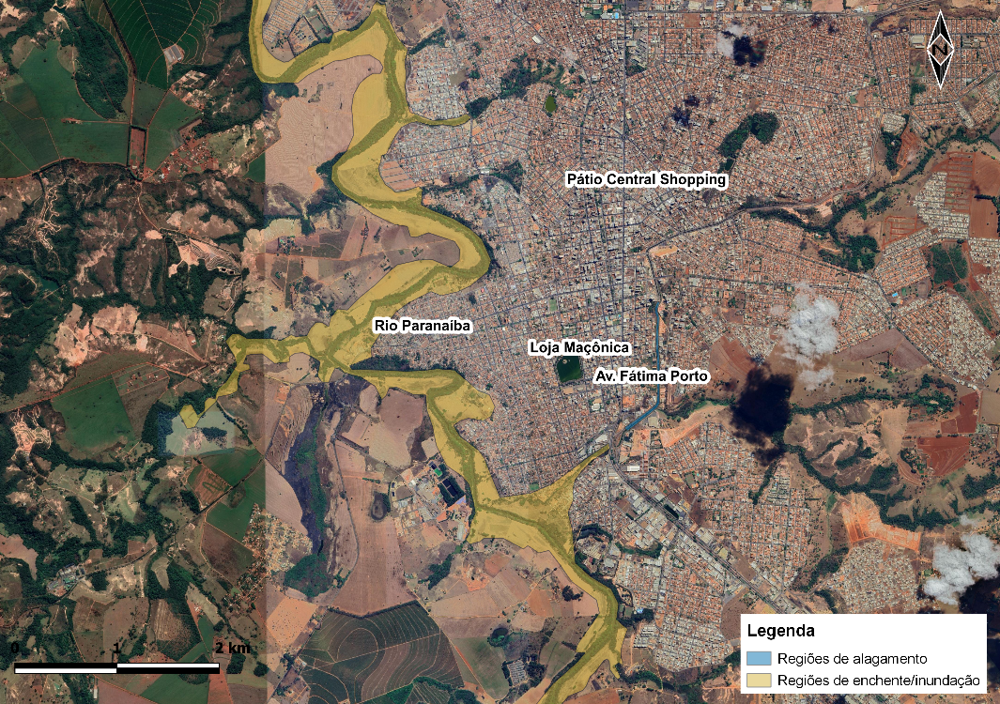 N
Pátio Central Shopping
Rio Paranaíba
Loja Maçônica
Av. Fátima Porto
0 1 2 km
Legenda
Regiões de alagamento
Regiões de enchente/inundação